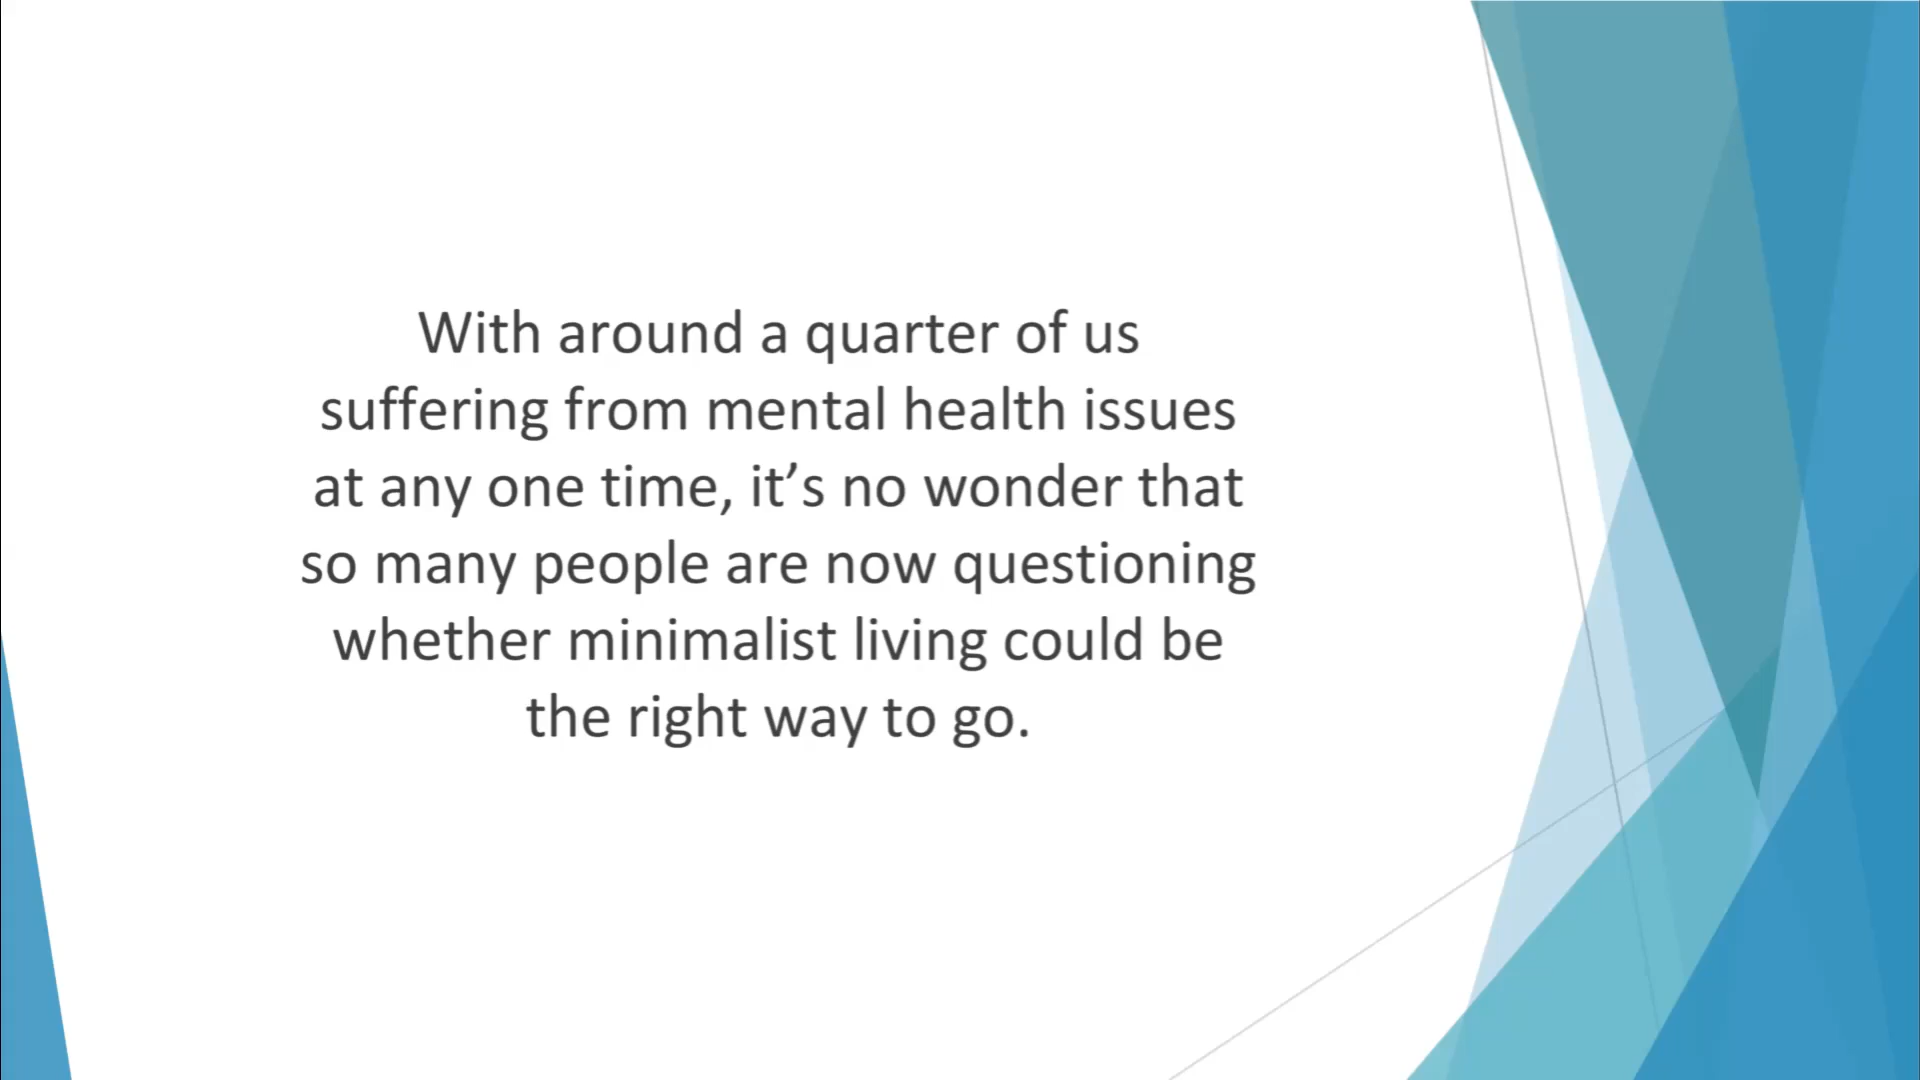 With around a quarter of us
suffering from mental health issues
at any one time, it’s no wonder that
so many people are now questioning
whether minimalist living could be
the right way to go.